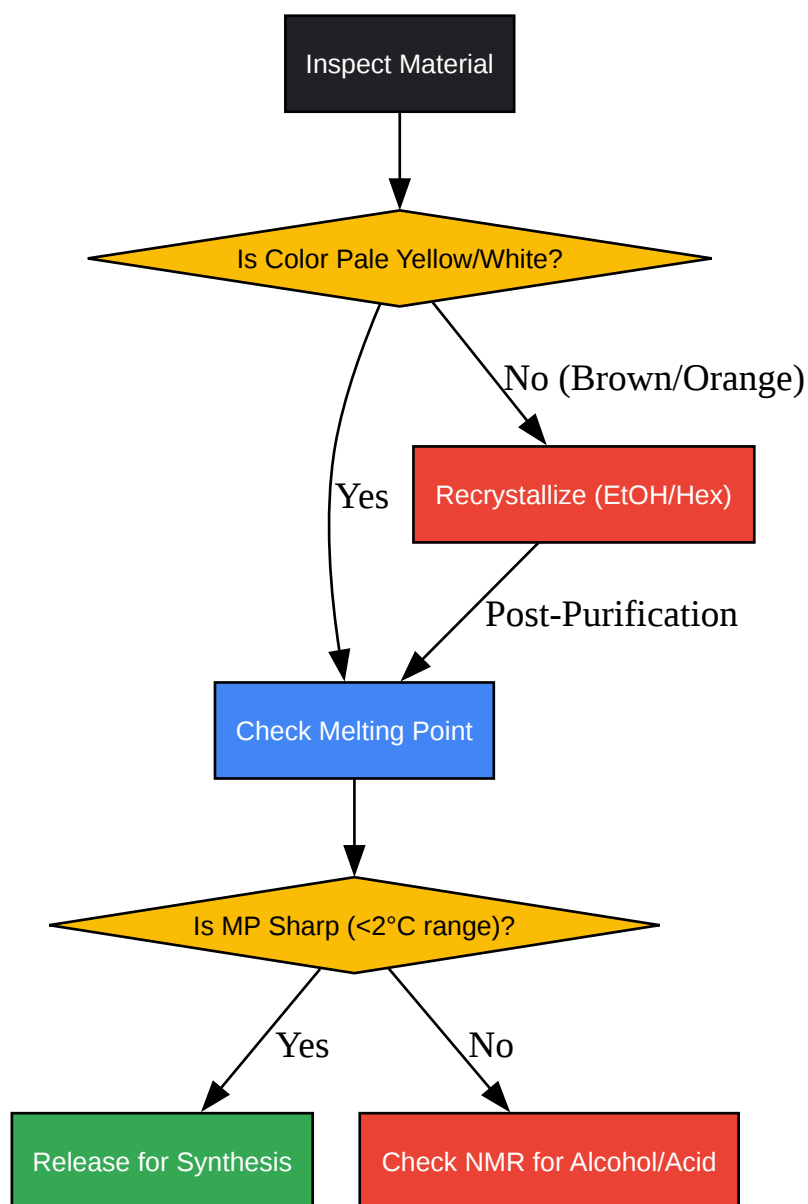 Inspect Material
Is Color Pale Yellow/White?
No (Brown/Orange)
Recrystallize (EtOH/Hex)
Yes
Post-Purification
Check Melting Point
Is MP Sharp (<2°C range)?
Yes
No
Release for Synthesis
Check NMR for Alcohol/Acid